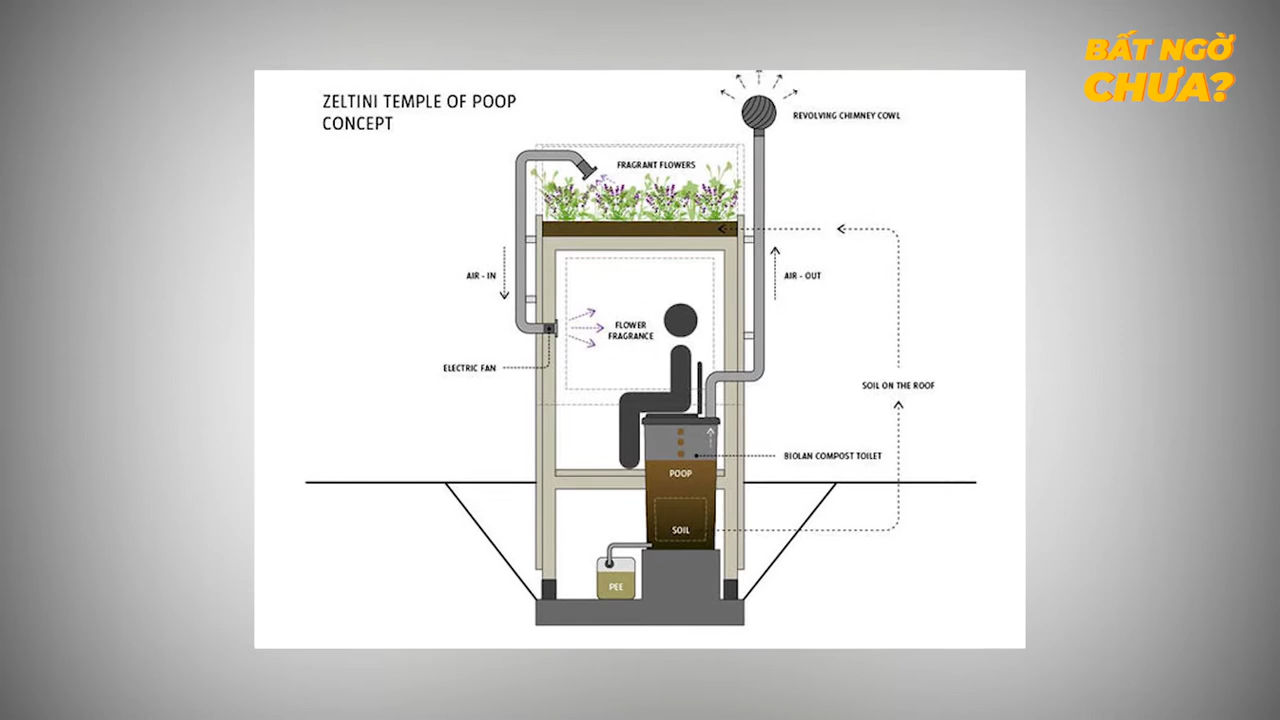 BẤT NGỜ
CHƯA?
ZELTINI TEMPLE OF POOP
CONCEPT
REVOLVING CHIMNEY COWL
FRAGRANT FLOWERS
AIR - IN
AIR - OUT
FLOWER
FRAGRANCE
ELECTRIC FAN
SOIL ON THE ROOF
BIOLAN COMPOST TOILET
POOP
SOIL
PEE